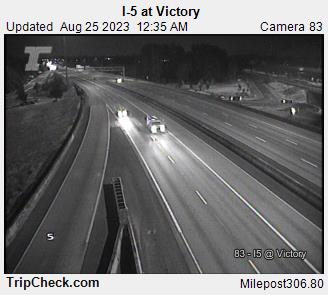 I-5 at Victory
Updated Aug 25 2023 12:35 AM Camera 83
S
83 - I5 @ Victory
TripCheck.com Milepost306.80